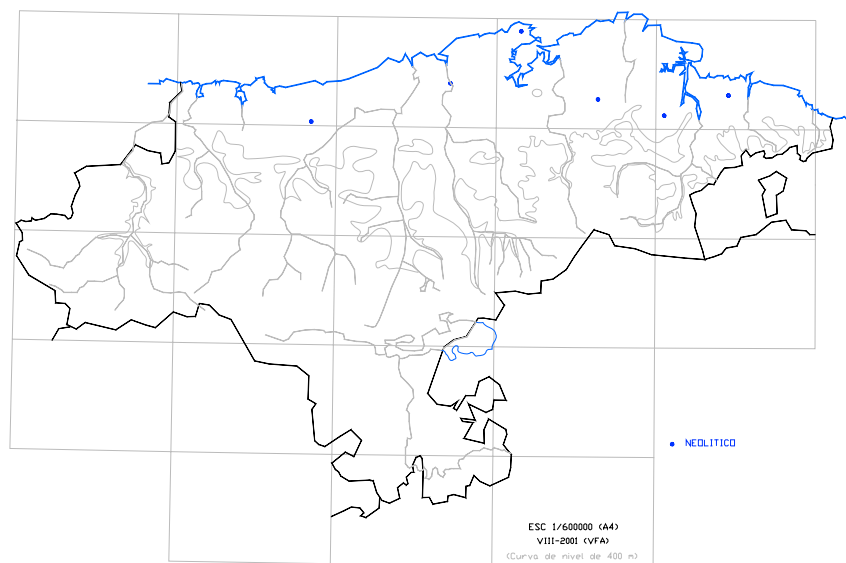 NEOLITICO
ESC 1/600000 (A4)
VIII-2001 (VFA)
(Curva de nivel de 400 m)